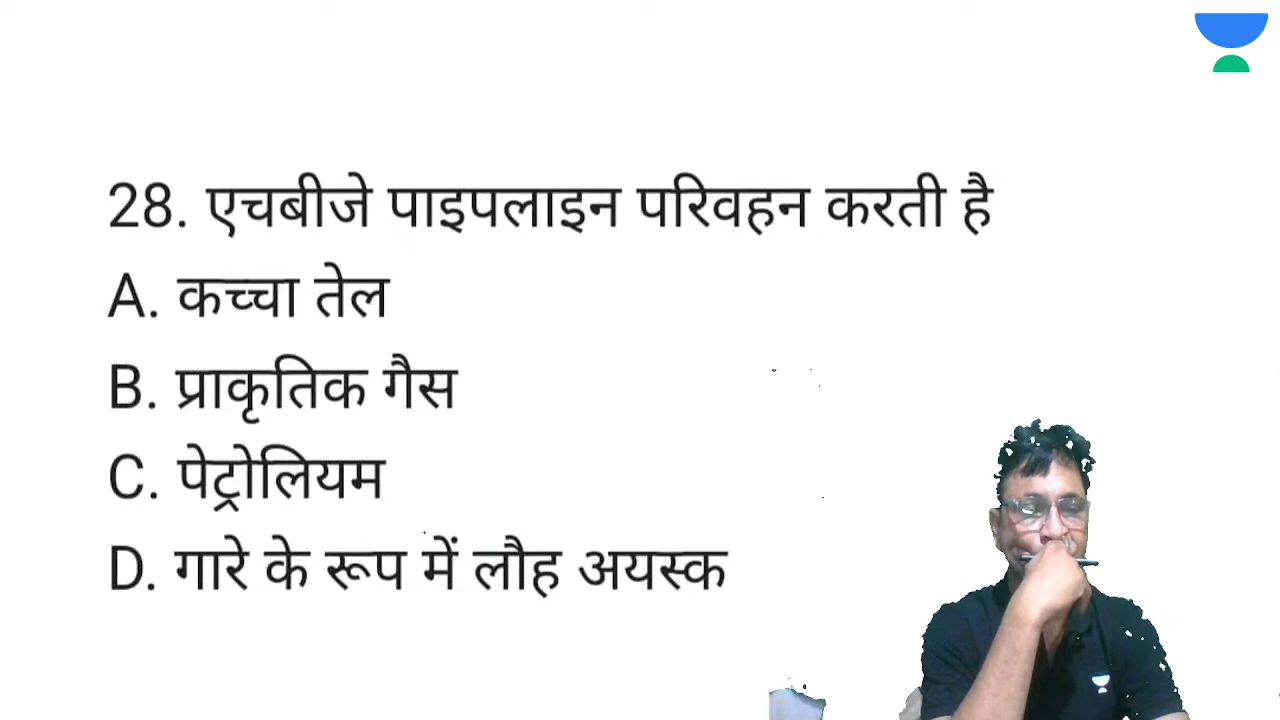 28. एचबीजे पाइपलाइन परिवहन करती है
A. कच्चा तेल
B. प्राकृतिक गैस
C. पेट्रोलियम
D. गारे के रूप में लौह अयस्क